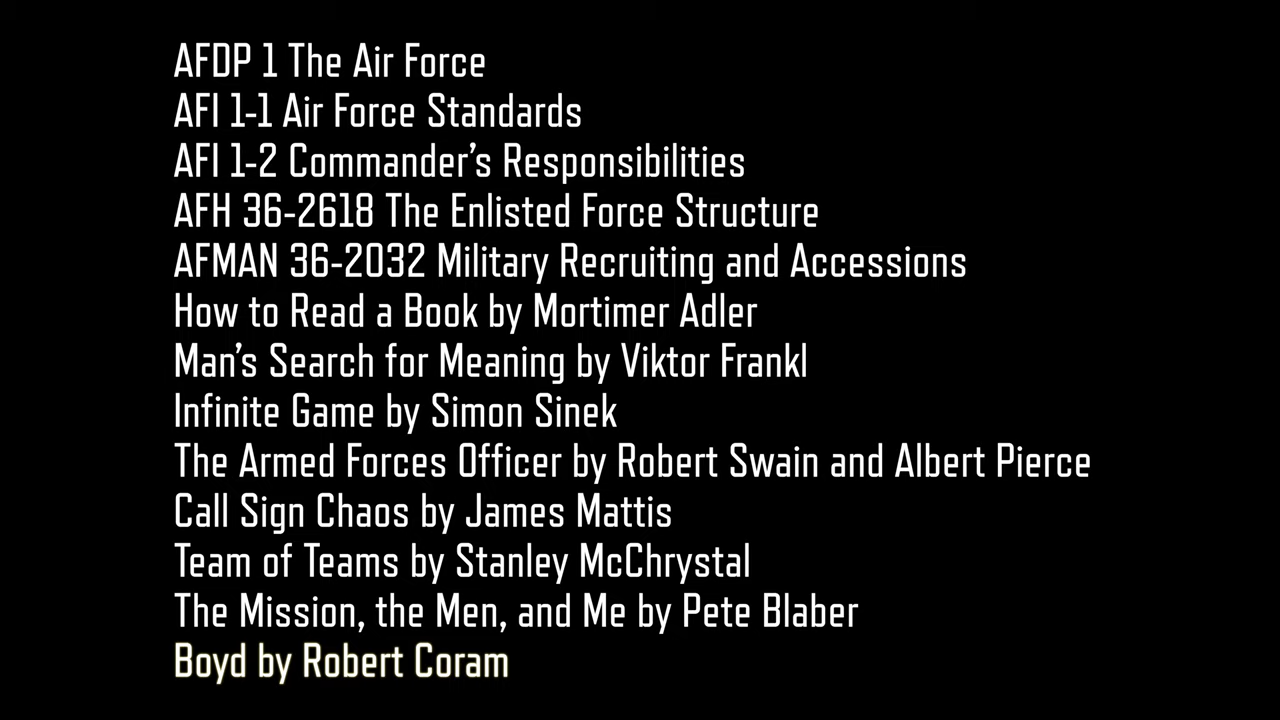 AFDP 1 The Air Force
AFI 1-1 Air Force Standards
AFI 1-2 Commander's Responsibilities
AFH 36-2618 The Enlisted Force Structure
AFMAN 36-2032 Military Recruiting and Accessions
How to Read a Book by Mortimer Adler
Man's Search for Meaning by Viktor Frankl
Infinite Game by Simon Sinek
The Armed Forces Officer by Robert Swain and Albert Pierce
Call Sign Chaos by James Mattis
Team of Teams by Stanley McChrystal
The Mission, the Men, and Me by Pete Blaber
Boyd by Robert Coram